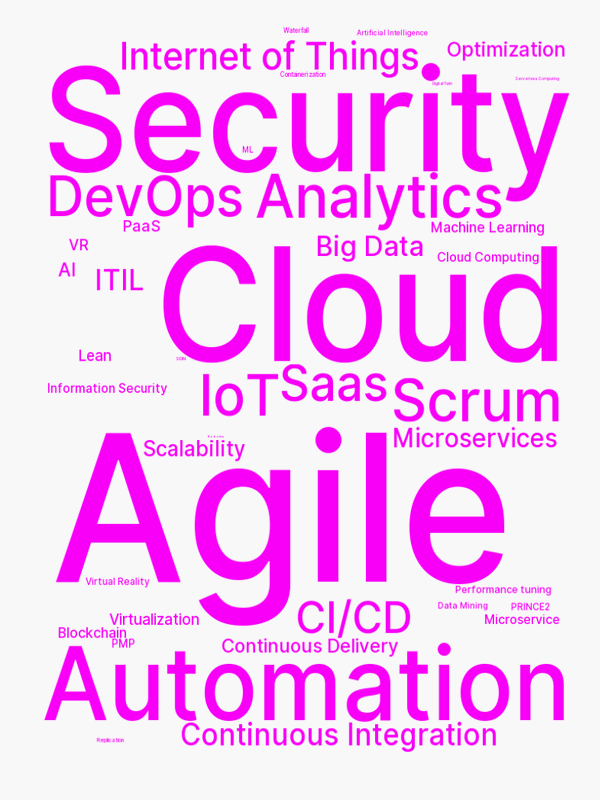 Waterfall
Artificial Intelligence
Internet of Things
Optimization
Containerization
Serverless Computing
Security
ML
DevOps Analytics
PaaS
Machine Learning
VR
Big Data
Cloud Computing
AI
ITIL
Cloud
Lean
SDN
Information Security
IoT
Saas
Scrum
Microservices
Scalability
Agile
Virtual Reality
Performance tuning
Data Mining
PRINCE2
Virtualization
CI/CD
Microservice
Blockchain
PMP
Continuous Delivery
Automation
Continuous Integration
Replication